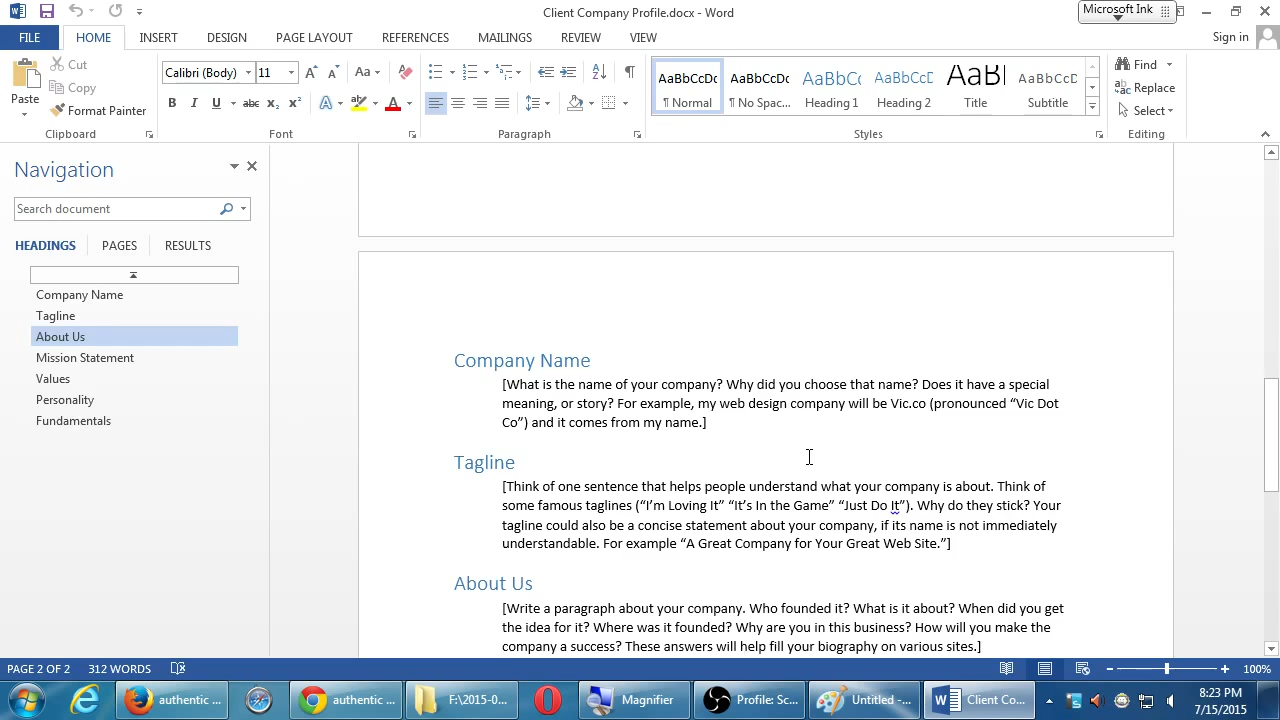 Client Company Profile.docx - Word
Microsoft Ink
FILE HOME INSERT DESIGN PAGE LAYOUT REFERENCES MAILINGS REVIEW VIEW Sign in
Paste
Cut
Copy
Format Painter
Clipboard
Calibri (Body) 11
Aa
B I U abc x₂ x²
A A
Font
Paragraph
AaBbCcDc AaBbCcDc AaBbCc AaBbCcD AaB AaBbCcD
¶ Normal ¶ No Spac... Heading 1 Heading 2 Title Subtitle
Styles
Find
Replace
Select
Editing
Navigation
Search document
HEADINGS PAGES RESULTS
Company Name
Tagline
About Us
Mission Statement
Values
Personality
Fundamentals
Company Name
[What is the name of your company? Why did you choose that name? Does it have a special
meaning, or story? For example, my web design company will be Vic.co (pronounced “Vic Dot
Co”) and it comes from my name.]
Tagline
[Think of one sentence that helps people understand what your company is about. Think of
some famous taglines (“I’m Loving It” “It’s In the Game” “Just Do It”). Why do they stick? Your
tagline could also be a concise statement about your company, if its name is not immediately
understandable. For example “A Great Company for Your Great Web Site.”]
About Us
[Write a paragraph about your company. Who founded it? What is it about? When did you get
the idea for it? Where was it founded? Why are you in this business? How will you make the
company a success? These answers will help fill your biography on various sites.]
PAGE 2 OF 2 312 WORDS 100%
authentic ... authentic ... F:\2015-0... Magnifier Profile: Sc... Untitled -... Client Co...
8:23 PM
7/15/2015